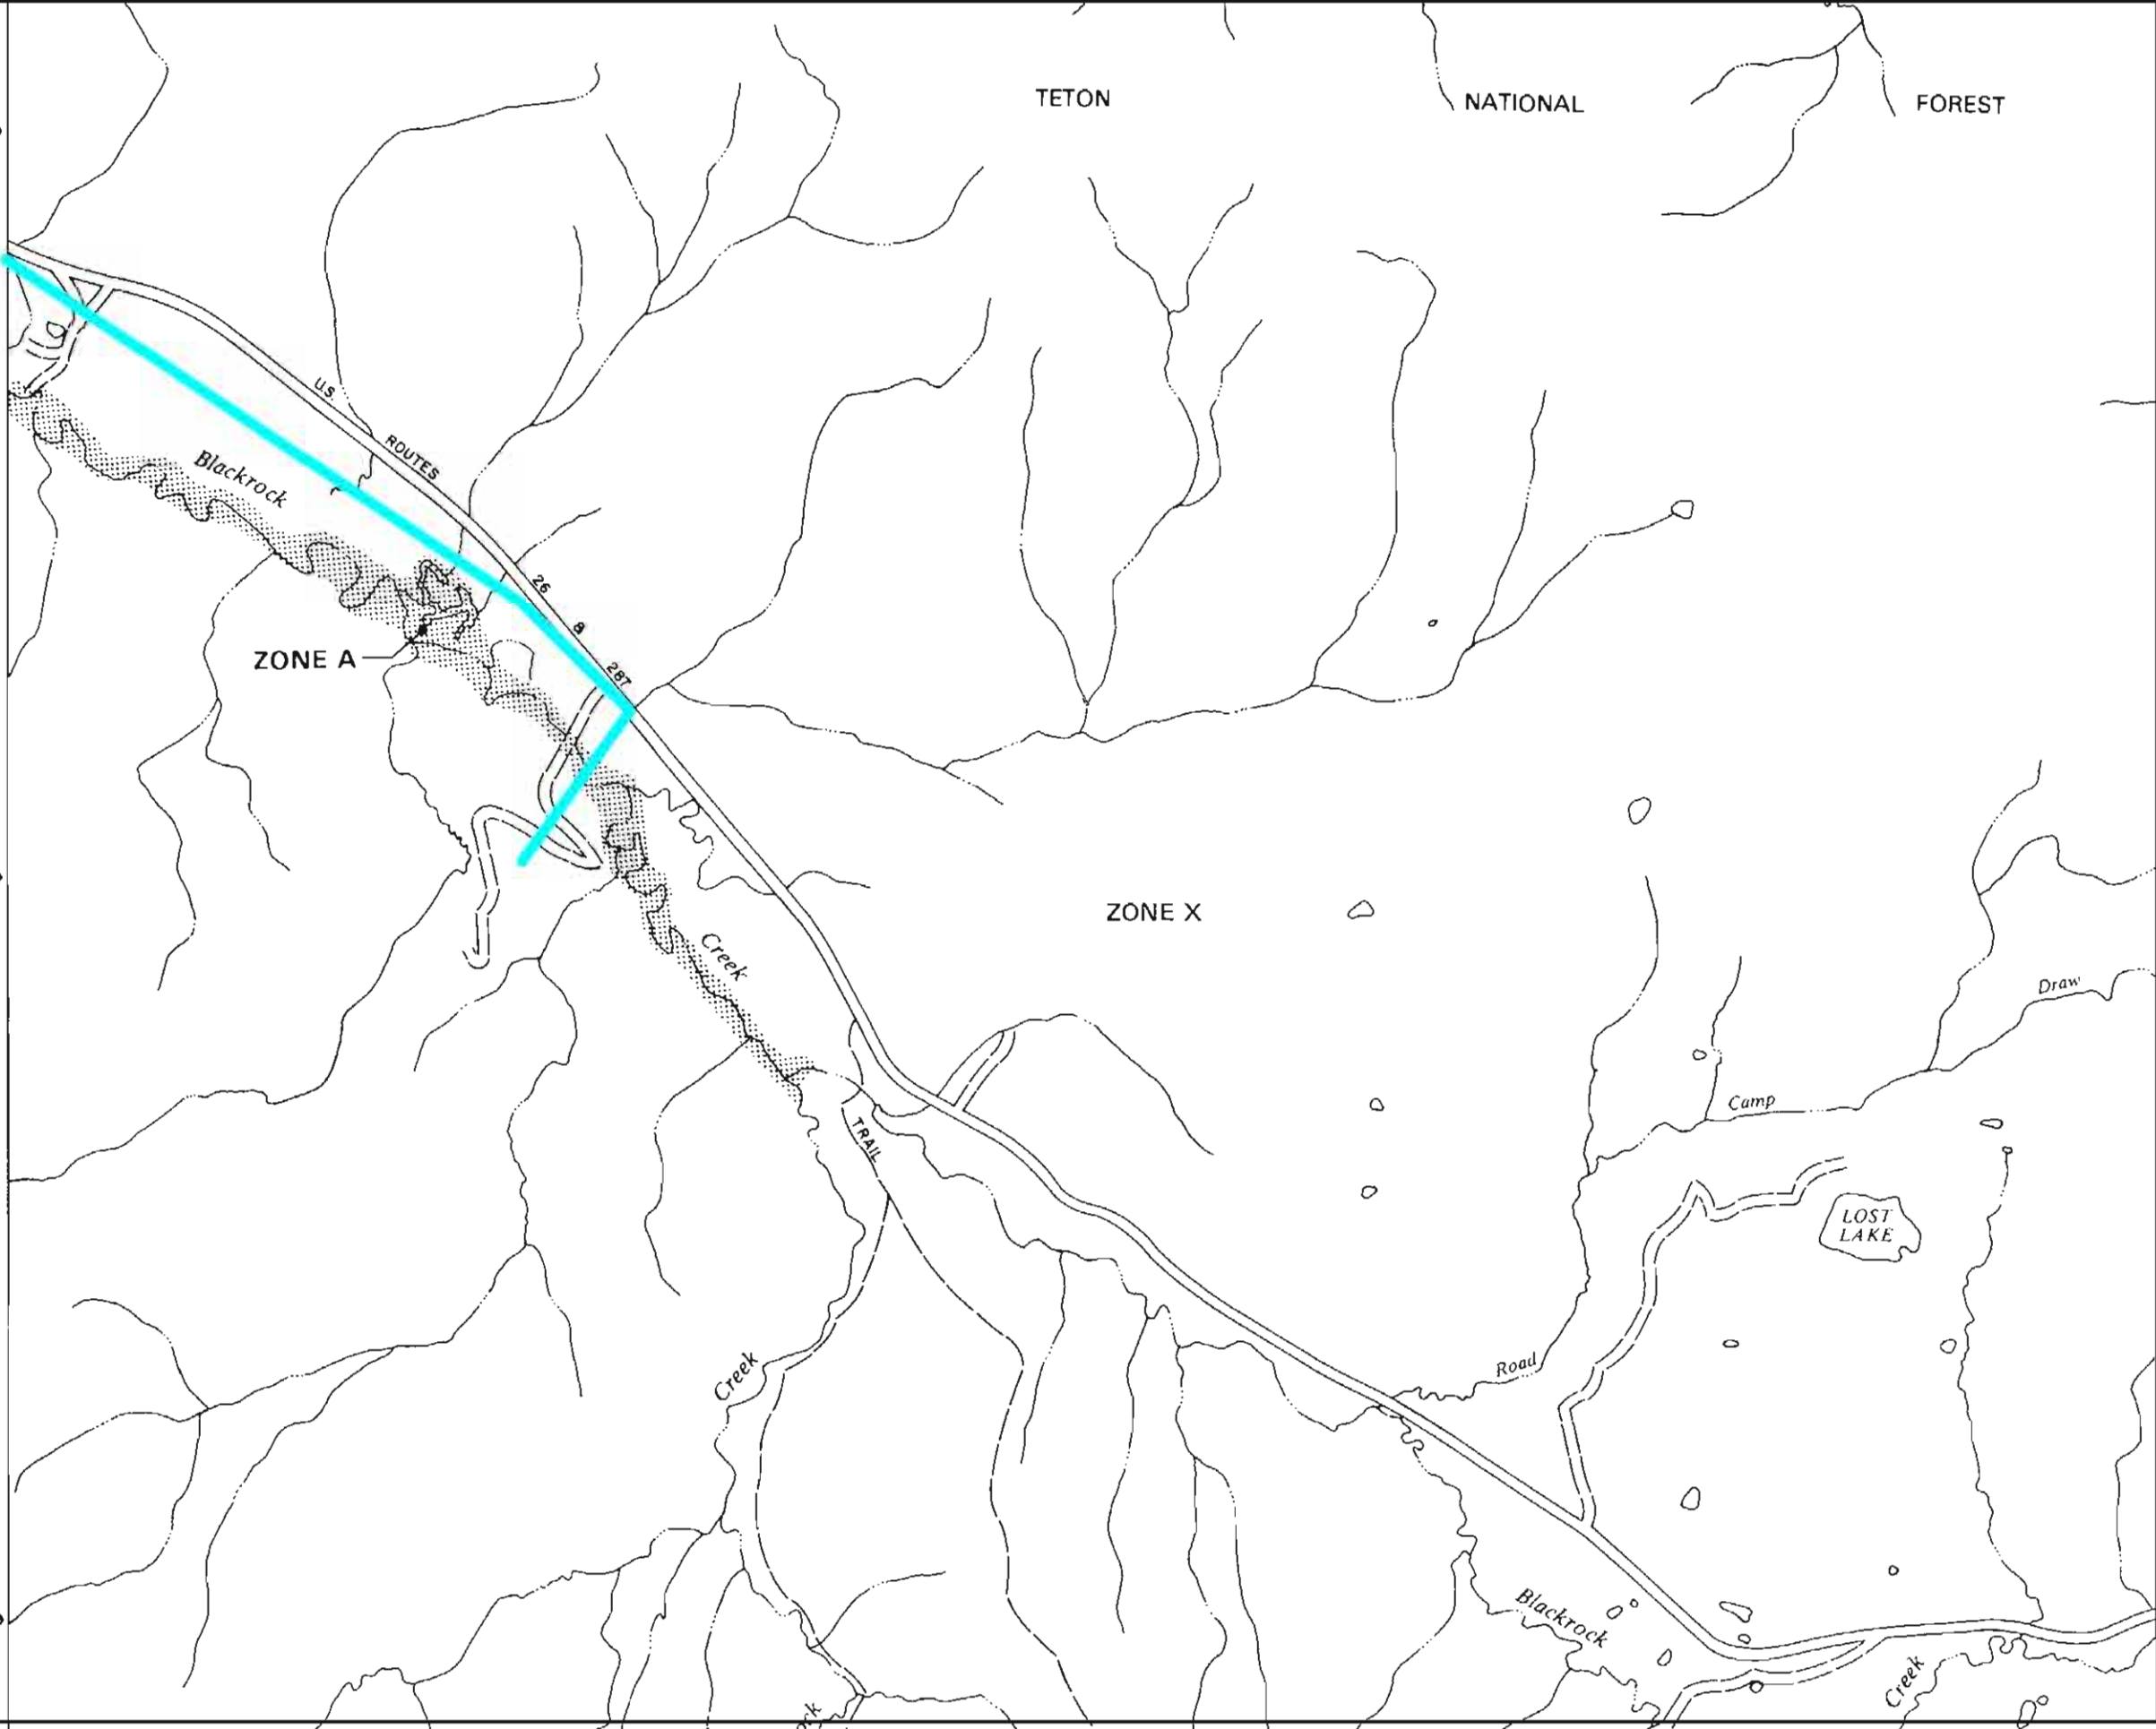 TETON
NATIONAL
FOREST
U.S.
ROUTES
Blackrock
26
&
287
ZONE A
ZONE X
Creek
Draw
Camp
TRAIL
LOST
LAKE
Creek
Road
Blackrock
Creek